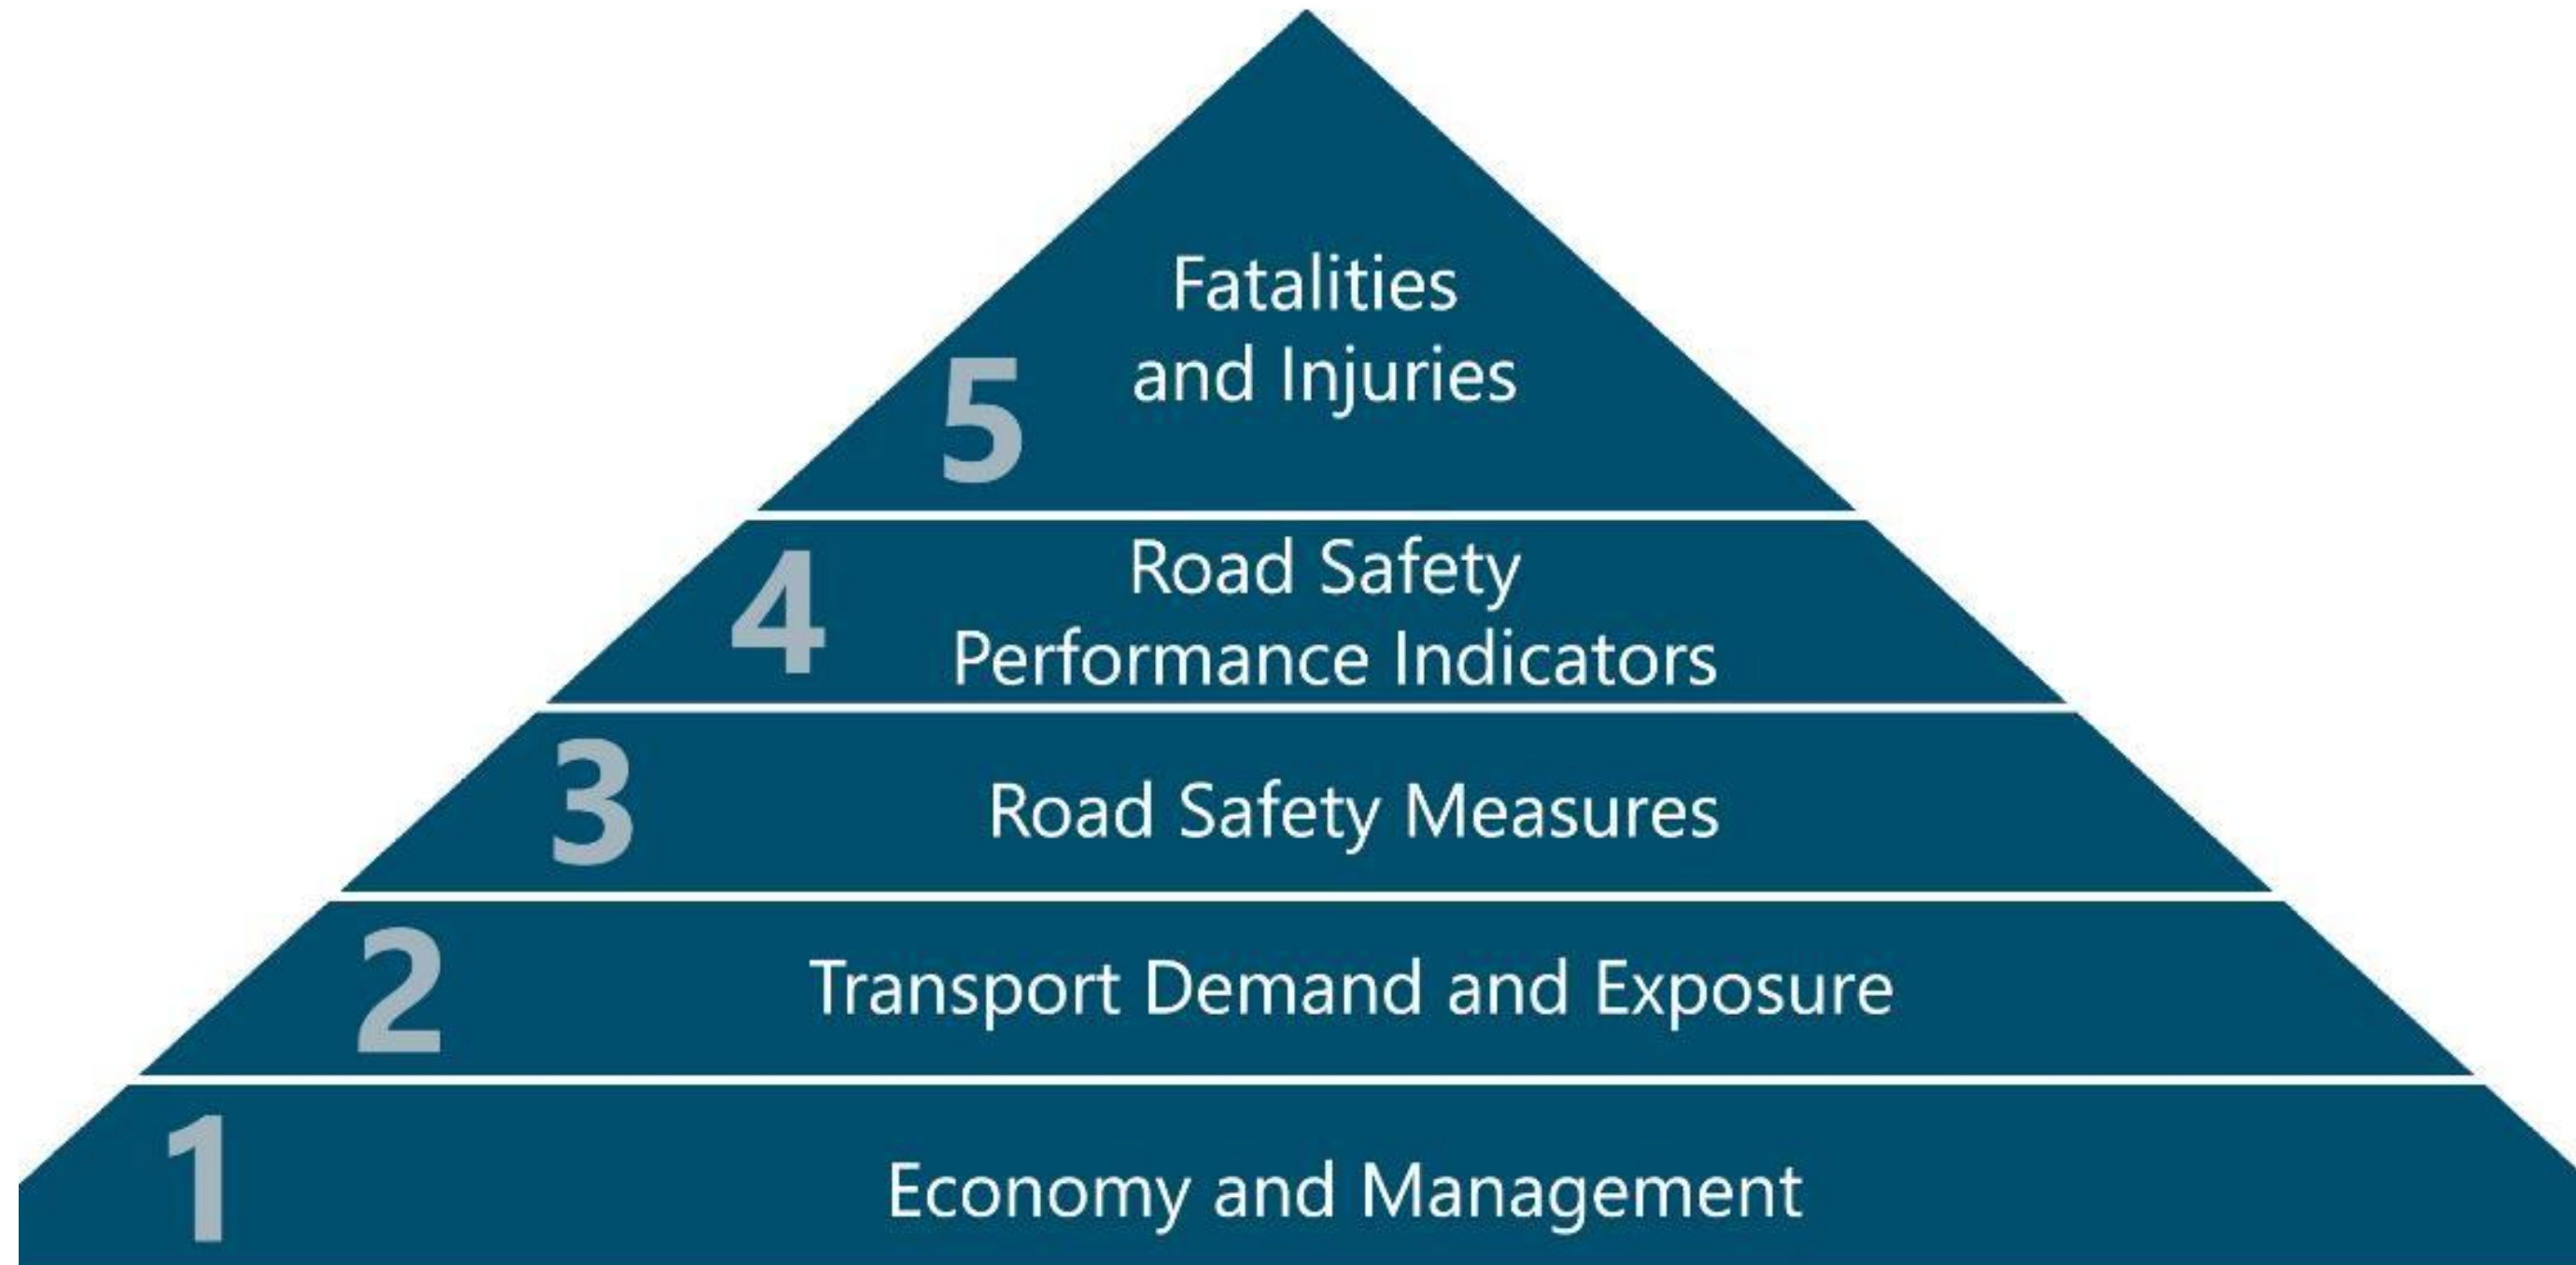 Fatalities
and Injuries
5
Road Safety
Performance Indicators
4
Road Safety Measures
3
Transport Demand and Exposure
2
Economy and Management
1